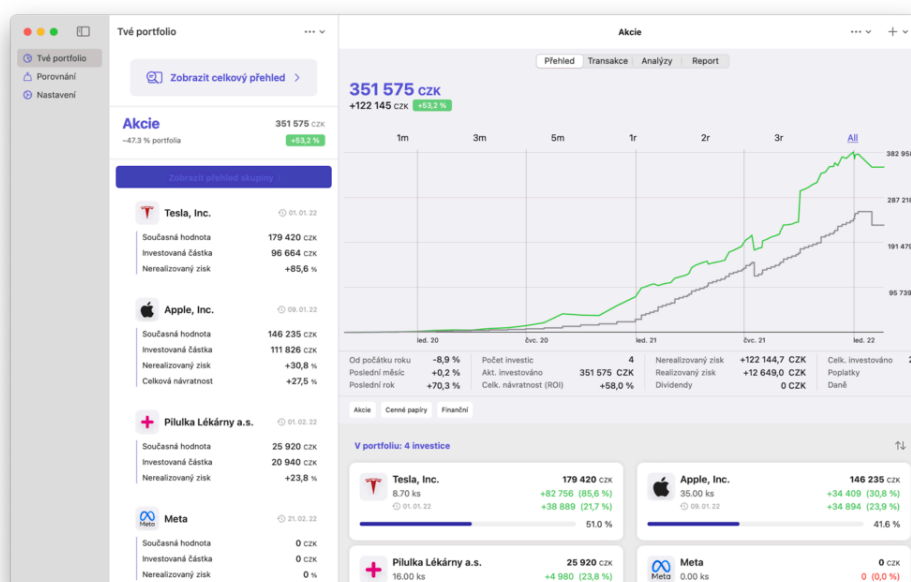 Tvé portfolio
Porovnání
Nastavení
Tvé portfolio
Zobrazit celkový přehled
Akcie 351 575 CZK
~47.3 % portfolia +53,2 %
Zobrazit přehled skupiny
Tesla, Inc. 01.01.22
Současná hodnota 179 420 CZK
Investovaná částka 96 664 CZK
Nerealizovaný zisk +85,6 %
Apple, Inc. 09.01.22
Současná hodnota 146 235 CZK
Investovaná částka 111 826 CZK
Nerealizovaný zisk +30,8 %
Celková návratnost +27,5 %
Pilulka Lékárny a.s. 01.02.22
Současná hodnota 25 920 CZK
Investovaná částka 20 940 CZK
Nerealizovaný zisk +23,8 %
Meta
Meta 21.02.22
Současná hodnota 0 CZK
Investovaná částka 0 CZK
Nerealizovaný zisk 0 %
Akcie
Přehled Transakce Analýzy Report
351 575 CZK
+122 145 CZK +53,2 %
1m 3m 5m 1r 2r 3r All
382 958
287 218
191 479
95 739
led. 20 čvc. 20 led. 21 čvc. 21 led. 22
Od počátku roku -8,9 % Počet investic 4 Nerealizovaný zisk +122 144,7 CZK Celk. investováno
Poslední měsíc +0,2 % Akt. investováno 351 575 CZK Realizovaný zisk +12 649,0 CZK Poplatky
Poslední rok +70,3 % Celk. návratnost (ROI) +58,0 % Dividendy 0 CZK Daně
Akcie Cenné papíry Finanční
V portfoliu: 4 investice
Tesla, Inc. 179 420 CZK
8.70 ks +82 756 (85,6 %)
01.01.22 +38 889 (21,7 %)
51.0 %
Apple, Inc. 146 235 CZK
35.00 ks +34 409 (30,8 %)
09.01.22 +34 894 (23,9 %)
41.6 %
Pilulka Lékárny a.s. 25 920 CZK
16.00 ks +4 980 (23,8 %)
Meta 0 CZK
Meta 0.00 ks 0 (0,0 %)